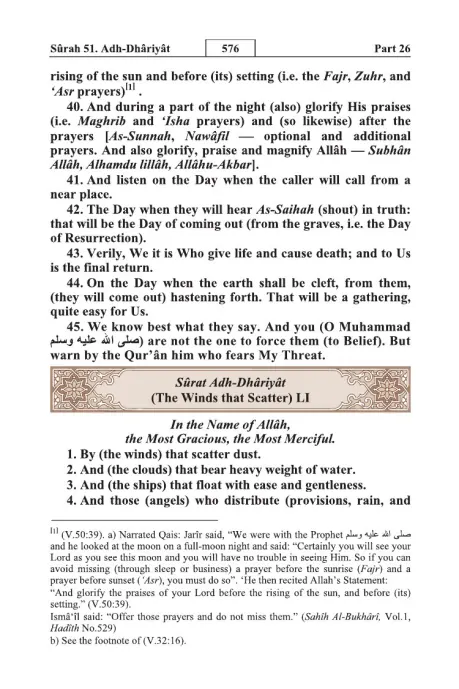 Sûrah 51. Adh-Dhâriyât 576 Part 26
rising of the sun and before (its) setting (i.e. the Fajr, Zuhr, and
‘Asr prayers)[1] .
40. And during a part of the night (also) glorify His praises
(i.e. Maghrib and ‘Isha prayers) and (so likewise) after the
prayers [As-Sunnah, Nawâfil — optional and additional
prayers. And also glorify, praise and magnify Allâh — Subhân
Allâh, Alhamdu lillâh, Allâhu-Akbar].
41. And listen on the Day when the caller will call from a
near place.
42. The Day when they will hear As-Saihah (shout) in truth:
that will be the Day of coming out (from the graves, i.e. the Day
of Resurrection).
43. Verily, We it is Who give life and cause death; and to Us
is the final return.
44. On the Day when the earth shall be cleft, from them,
(they will come out) hastening forth. That will be a gathering,
quite easy for Us.
45. We know best what they say. And you (O Muhammad
صلى الله عليه وسلم) are not the one to force them (to Belief). But
warn by the Qur’ân him who fears My Threat.
Sûrat Adh-Dhâriyât
(The Winds that Scatter) LI
In the Name of Allâh,
the Most Gracious, the Most Merciful.
1. By (the winds) that scatter dust.
2. And (the clouds) that bear heavy weight of water.
3. And (the ships) that float with ease and gentleness.
4. And those (angels) who distribute (provisions, rain, and
[1] (V.50:39). a) Narrated Qais: Jarîr said, “We were with the Prophet صلى الله عليه وسلم
and he looked at the moon on a full-moon night and said: “Certainly you will see your
Lord as you see this moon and you will have no trouble in seeing Him. So if you can
avoid missing (through sleep or business) a prayer before the sunrise (Fajr) and a
prayer before sunset (‘Asr), you must do so”. ‘He then recited Allah’s Statement:
“And glorify the praises of your Lord before the rising of the sun, and before (its)
setting.” (V.50:39).
Ismâ‘îl said: “Offer those prayers and do not miss them.” (Sahîh Al-Bukhârî, Vol.1,
Hadîth No.529)
b) See the footnote of (V.32:16).